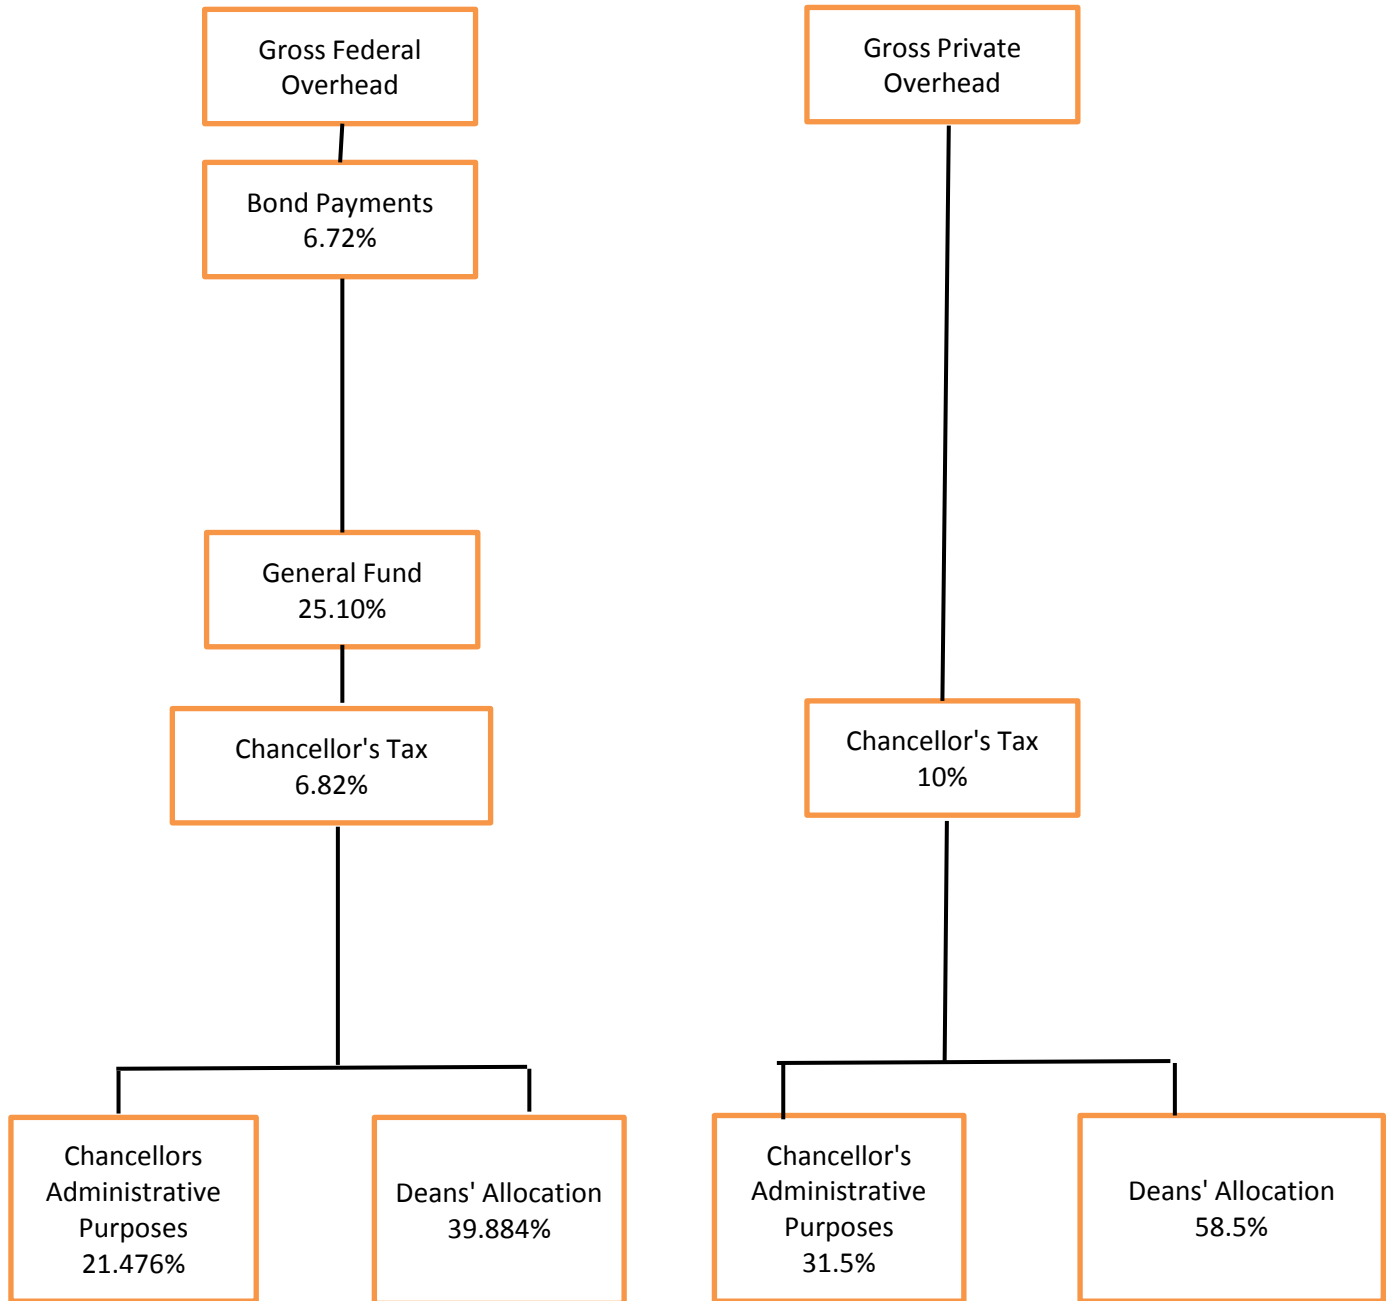 Gross Federal
Overhead
Gross Private
Overhead
Bond Payments
6.72%
General Fund
25.10%
Chancellor's Tax
6.82%
Chancellor's Tax
10%
Chancellors
Administrative
Purposes
21.476%
Deans' Allocation
39.884%
Chancellor's
Administrative
Purposes
31.5%
Deans' Allocation
58.5%